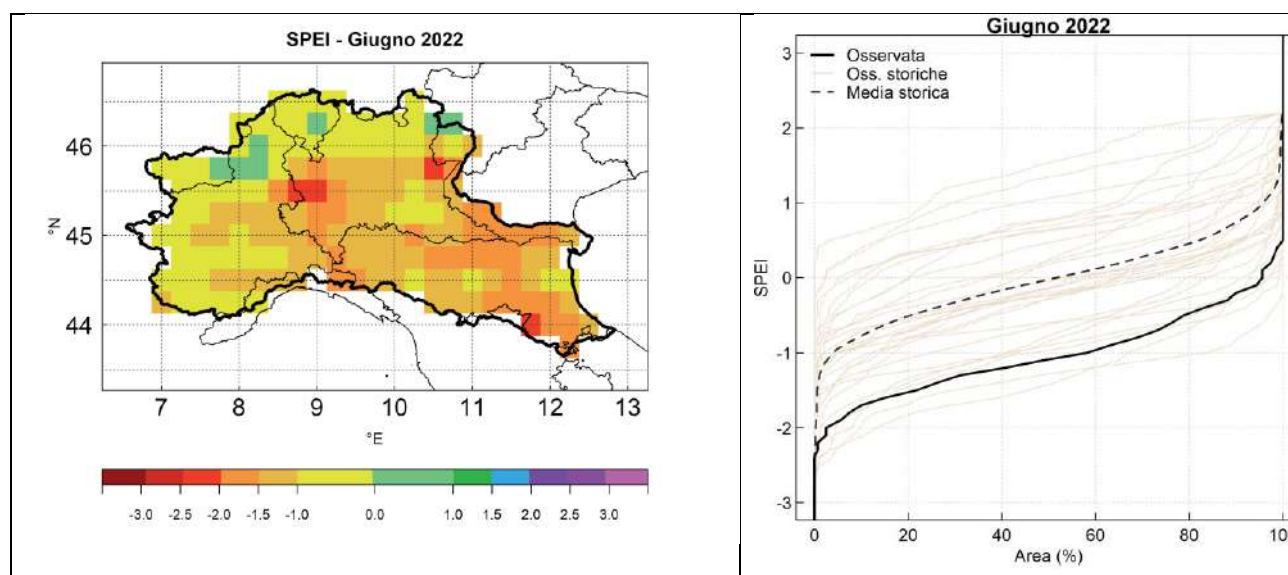 SPEI - Giugno 2022
46
45
44
°N
7 8 9 10 11 12 13
°E
-3.0 -2.5 -2.0 -1.5 -1.0 0.0 1.0 1.5 2.0 2.5 3.0
Giugno 2022
Osservata
Oss. storiche
Media storica
3
2
1
0
-1
-2
-3
SPEI
0 20 40 60 80 100
Area (%)